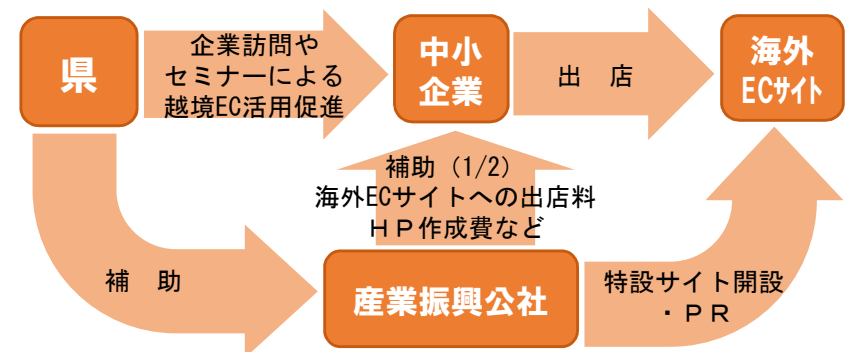 県
企業訪問や
セミナーによる
越境EC活用促進
中小
企業
出　店
海外
ECサイト
補助（1/2）
海外ECサイトへの出店料
ＨＰ作成費など
補　助
産業振興公社
特設サイト開設
・ＰＲ